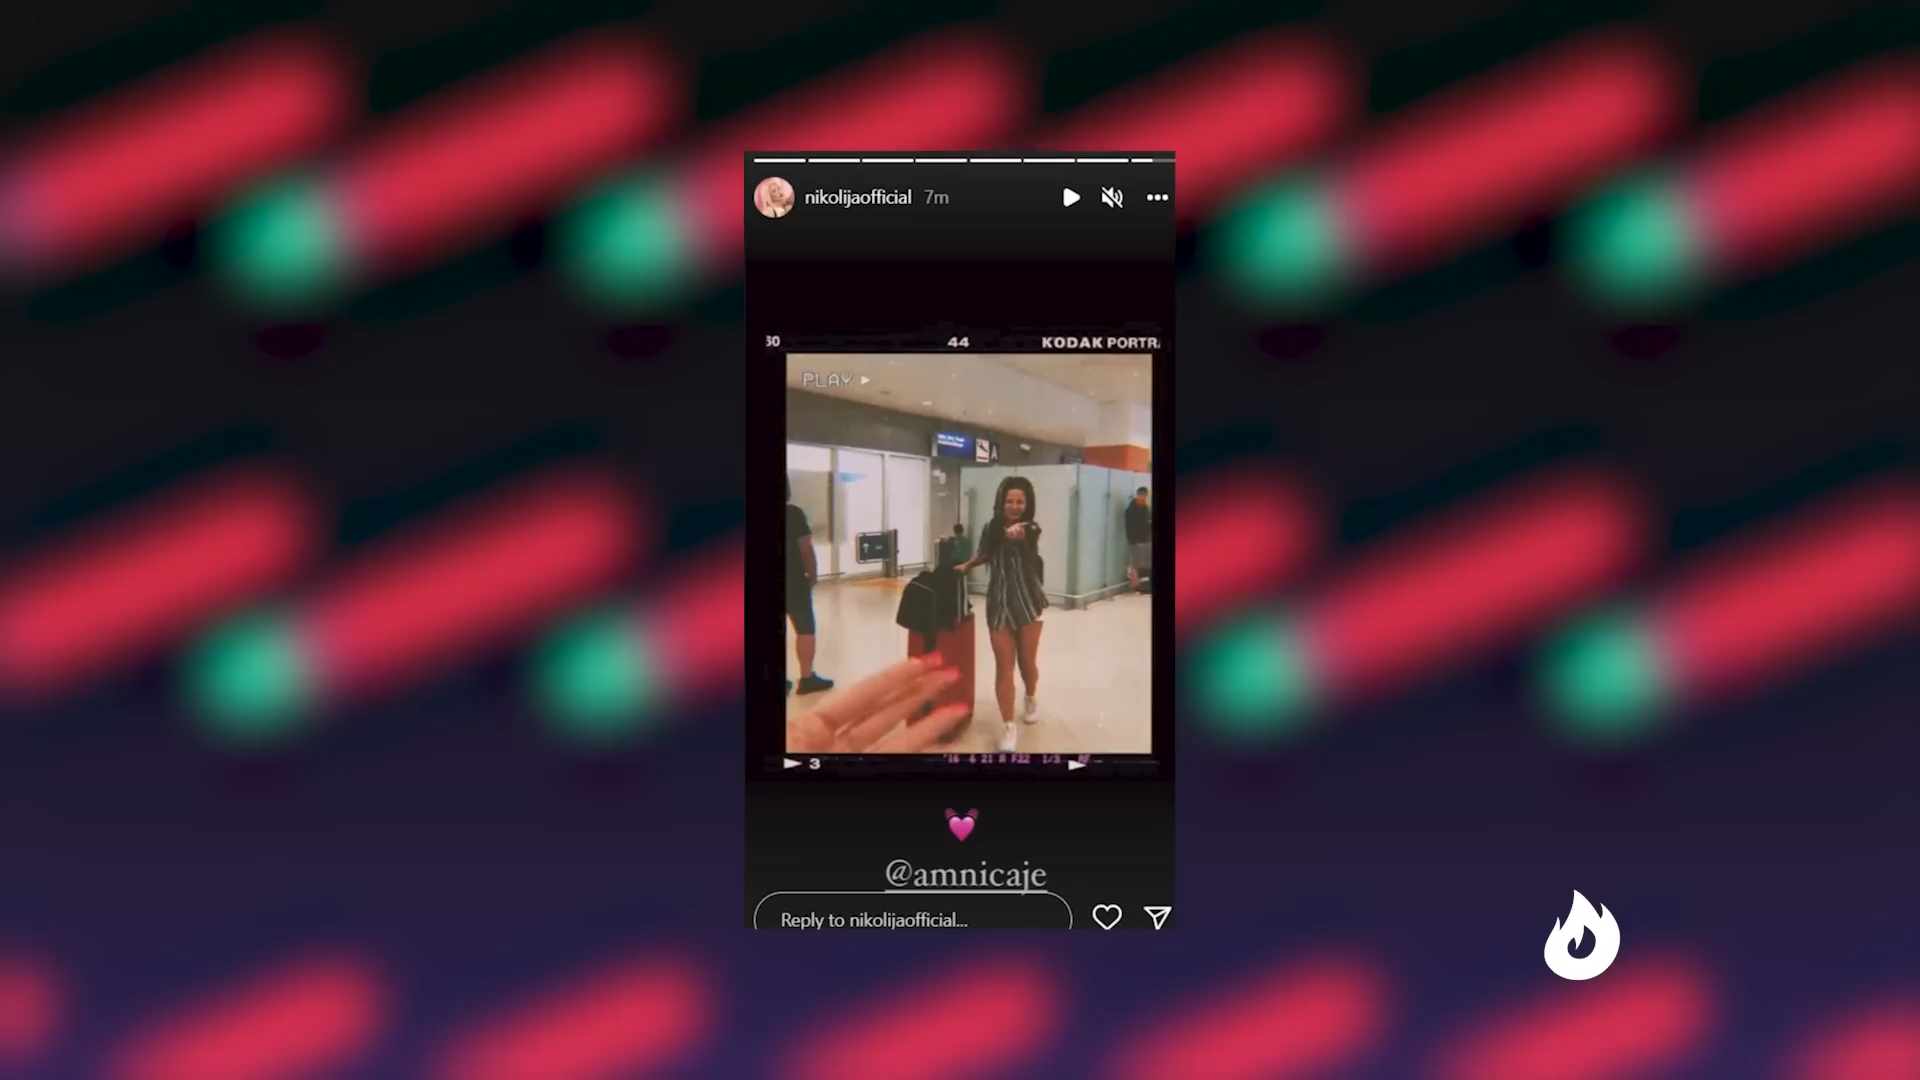 nikolijaofficial 7m
30 44 KODAK PORTR
PLAY
A
3
@amnicaje
Reply to nikolijaofficial...